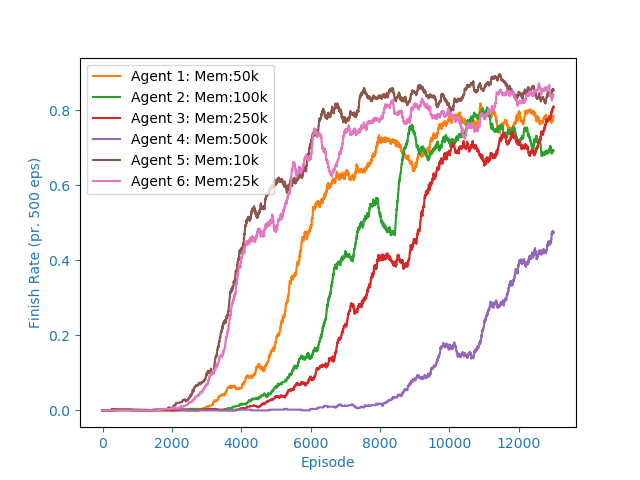 Agent 1: Mem:50k
Agent 2: Mem:100k
Agent 3: Mem:250k
Agent 4: Mem:500k
Agent 5: Mem:10k
Agent 6: Mem:25k
Finish Rate (pr. 500 eps)
0.8
0.6
0.4
0.2
0.0
0 2000 4000 6000 8000 10000 12000
Episode